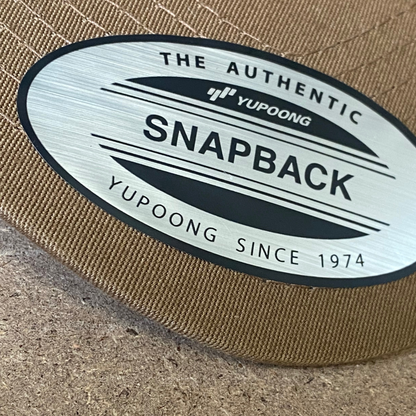 THE AUTHENTIC
YUPOONG
SNAPBACK
YUPOONG SINCE 1974